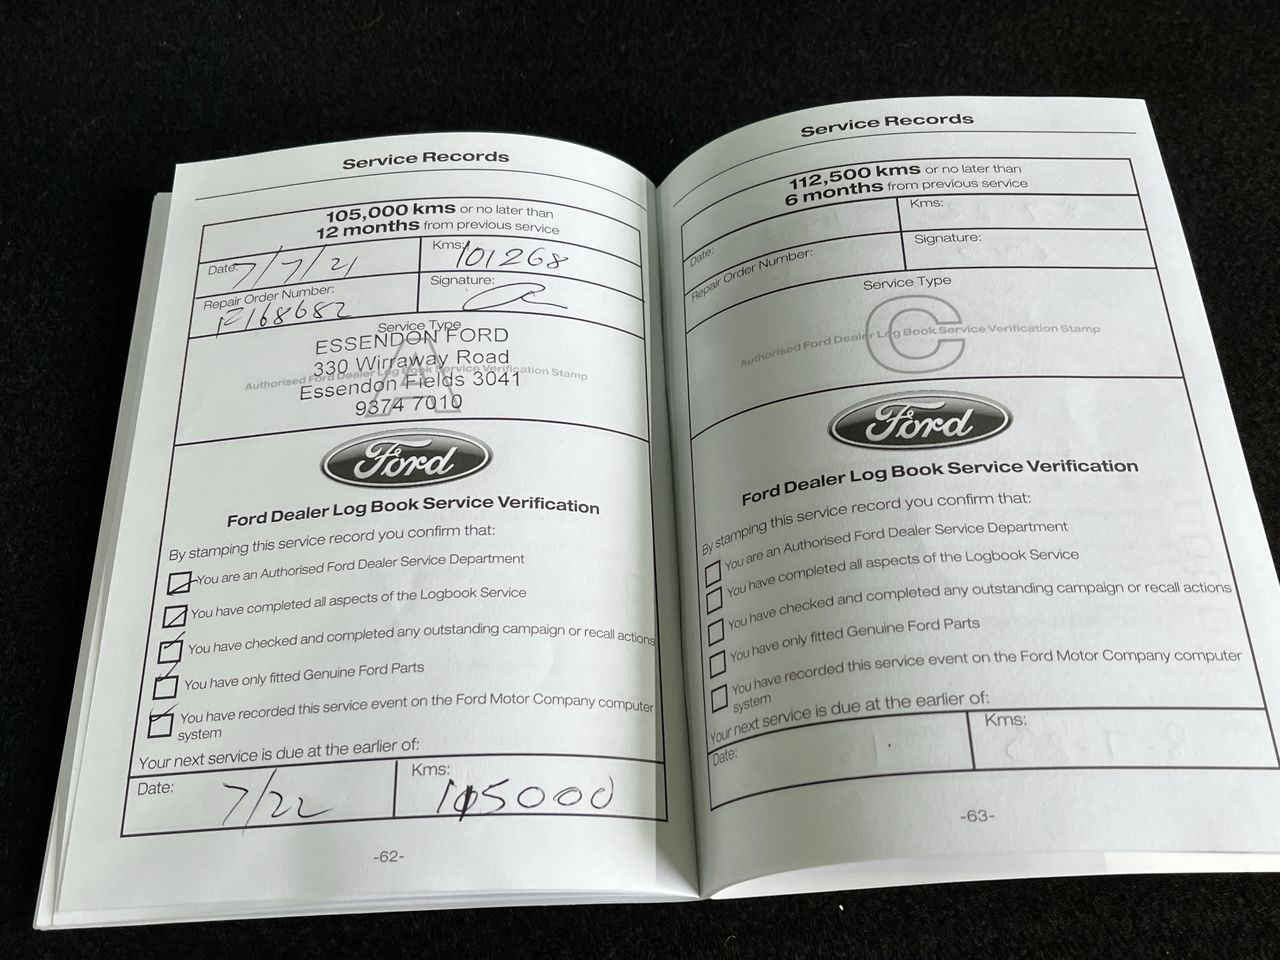 Service Records
105,000 kms or no later than
12 months from previous service
Date: 7/7/21
Kms: 101268
Repair Order Number: F168682
Signature:
Service Type
A
Authorised Ford Dealer Log Book Service Verification Stamp
ESSENDON FORD
330 Wirraway Road
Essendon Fields 3041
9374 7010
Ford
Ford Dealer Log Book Service Verification
By stamping this service record you confirm that:
You are an Authorised Ford Dealer Service Department
You have completed all aspects of the Logbook Service
You have checked and completed any outstanding campaign or recall actions
You have only fitted Genuine Ford Parts
You have recorded this service event on the Ford Motor Company computer
system
Your next service is due at the earlier of:
Date: 7/22
Kms: 115000
-62-
Service Records
112,500 kms or no later than
6 months from previous service
Date:
Kms:
Repair Order Number:
Signature:
Service Type
C
Authorised Ford Dealer Log Book Service Verification Stamp
Ford
Ford Dealer Log Book Service Verification
By stamping this service record you confirm that:
You are an Authorised Ford Dealer Service Department
You have completed all aspects of the Logbook Service
You have checked and completed any outstanding campaign or recall actions
You have only fitted Genuine Ford Parts
You have recorded this service event on the Ford Motor Company computer
system
Your next service is due at the earlier of:
Date:
Kms:
-63-